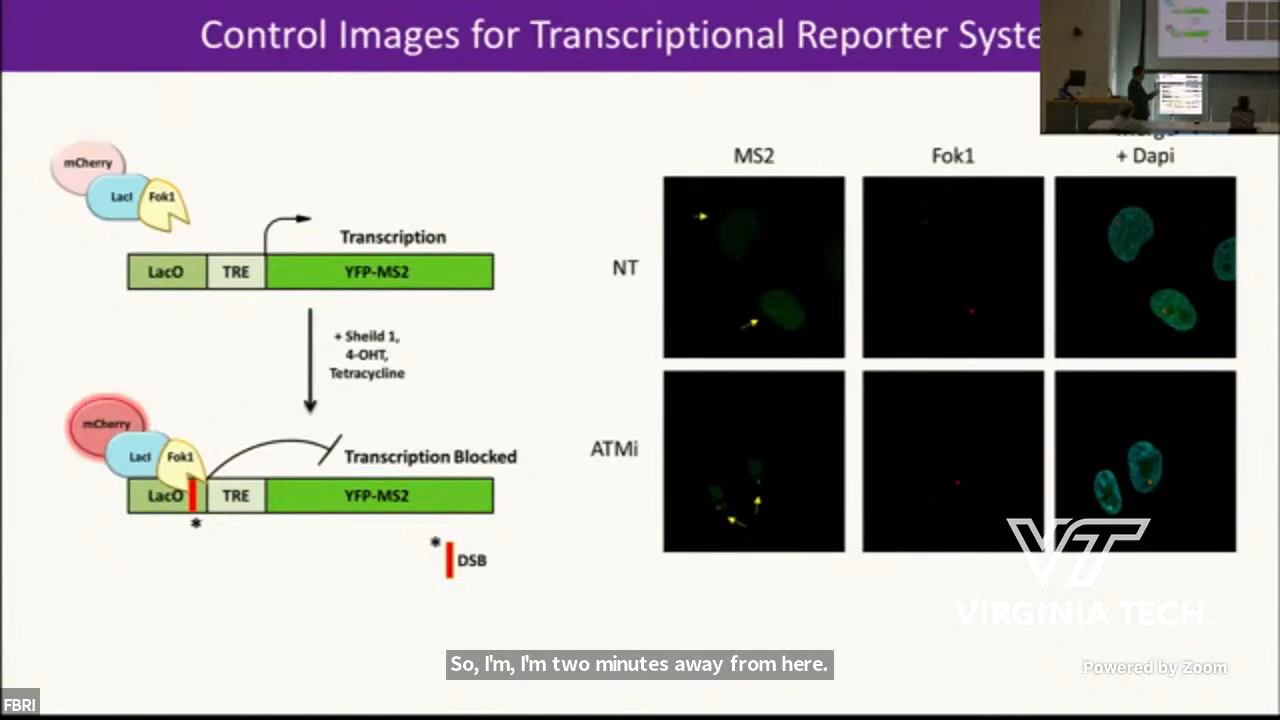 Control Images for Transcriptional Reporter Syste
mCherry
LacI
Fok1
Transcription
LacO
TRE
YFP-MS2
+ Sheild 1,
4-OHT,
Tetracycline
mCherry
LacI
Fok1
Transcription Blocked
LacO
TRE
YFP-MS2
*
*
DSB
MS2
Fok1
+ Dapi
NT
ATMi
VT
VIRGINIA TECH.
So, I'm, I'm two minutes away from here.
Powered by Zoom
FBRI